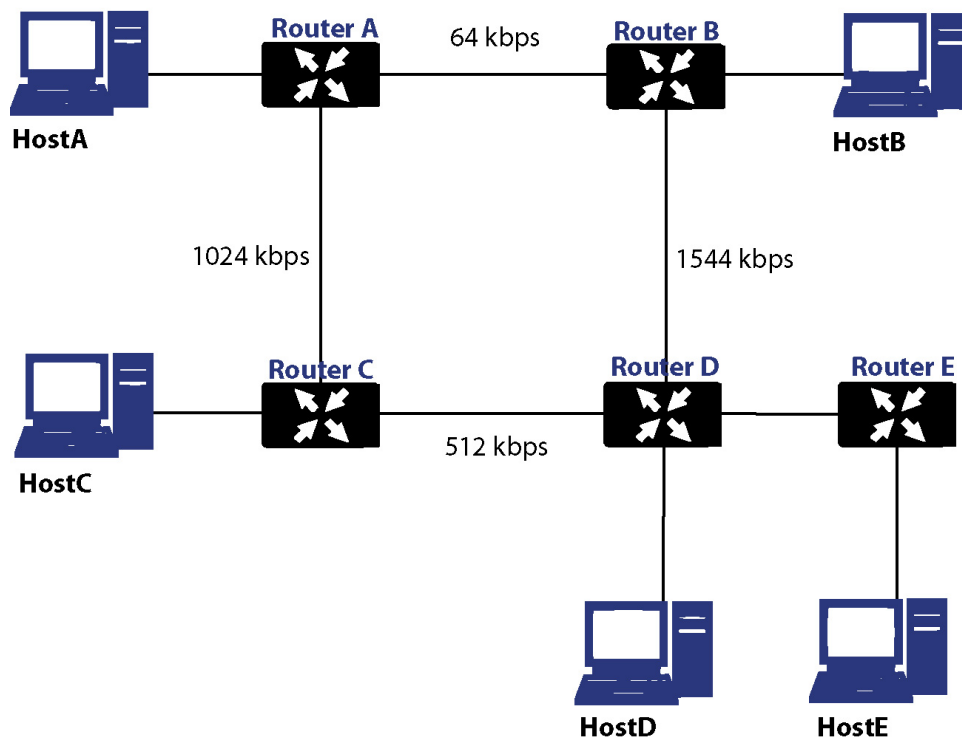 Router A
64 kbps
Router B
HostA
HostB
1024 kbps
1544 kbps
Router C
Router D
Router E
512 kbps
HostC
HostD
HostE